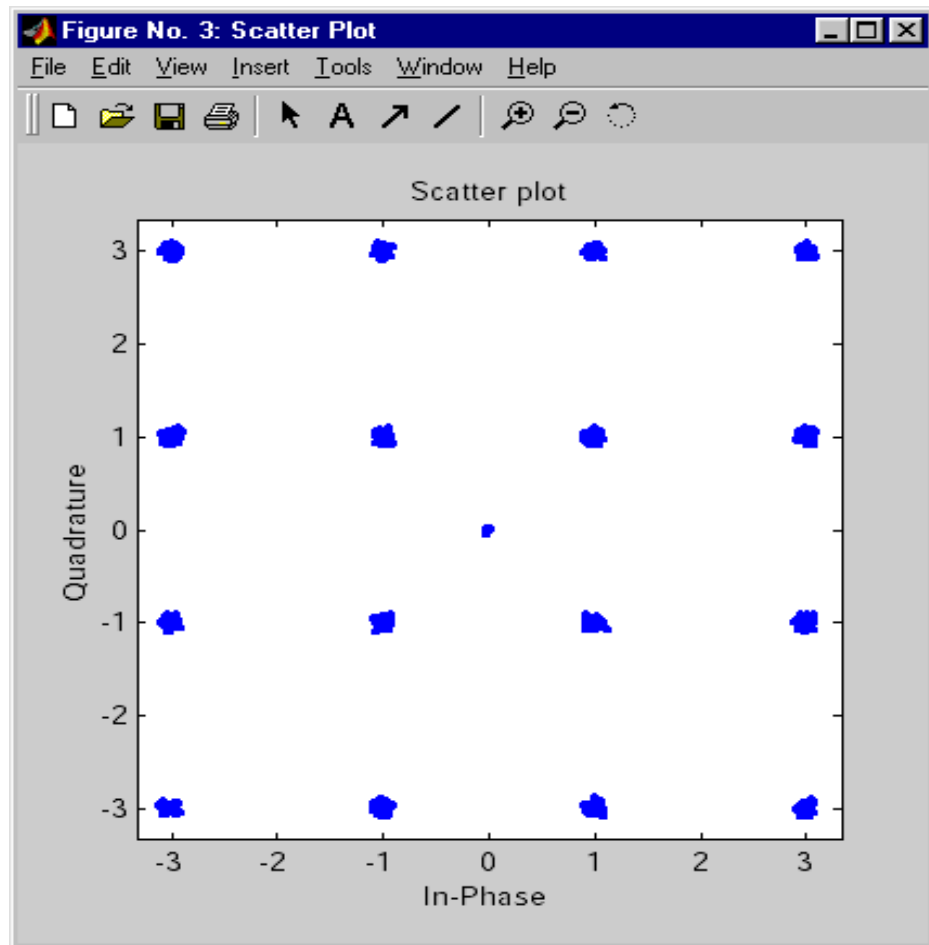 Figure No. 3: Scatter Plot
File Edit View Insert Tools Window Help
A
Scatter plot
3
2
1
0
-1
-2
-3
Quadrature
-3 -2 -1 0 1 2 3
In-Phase